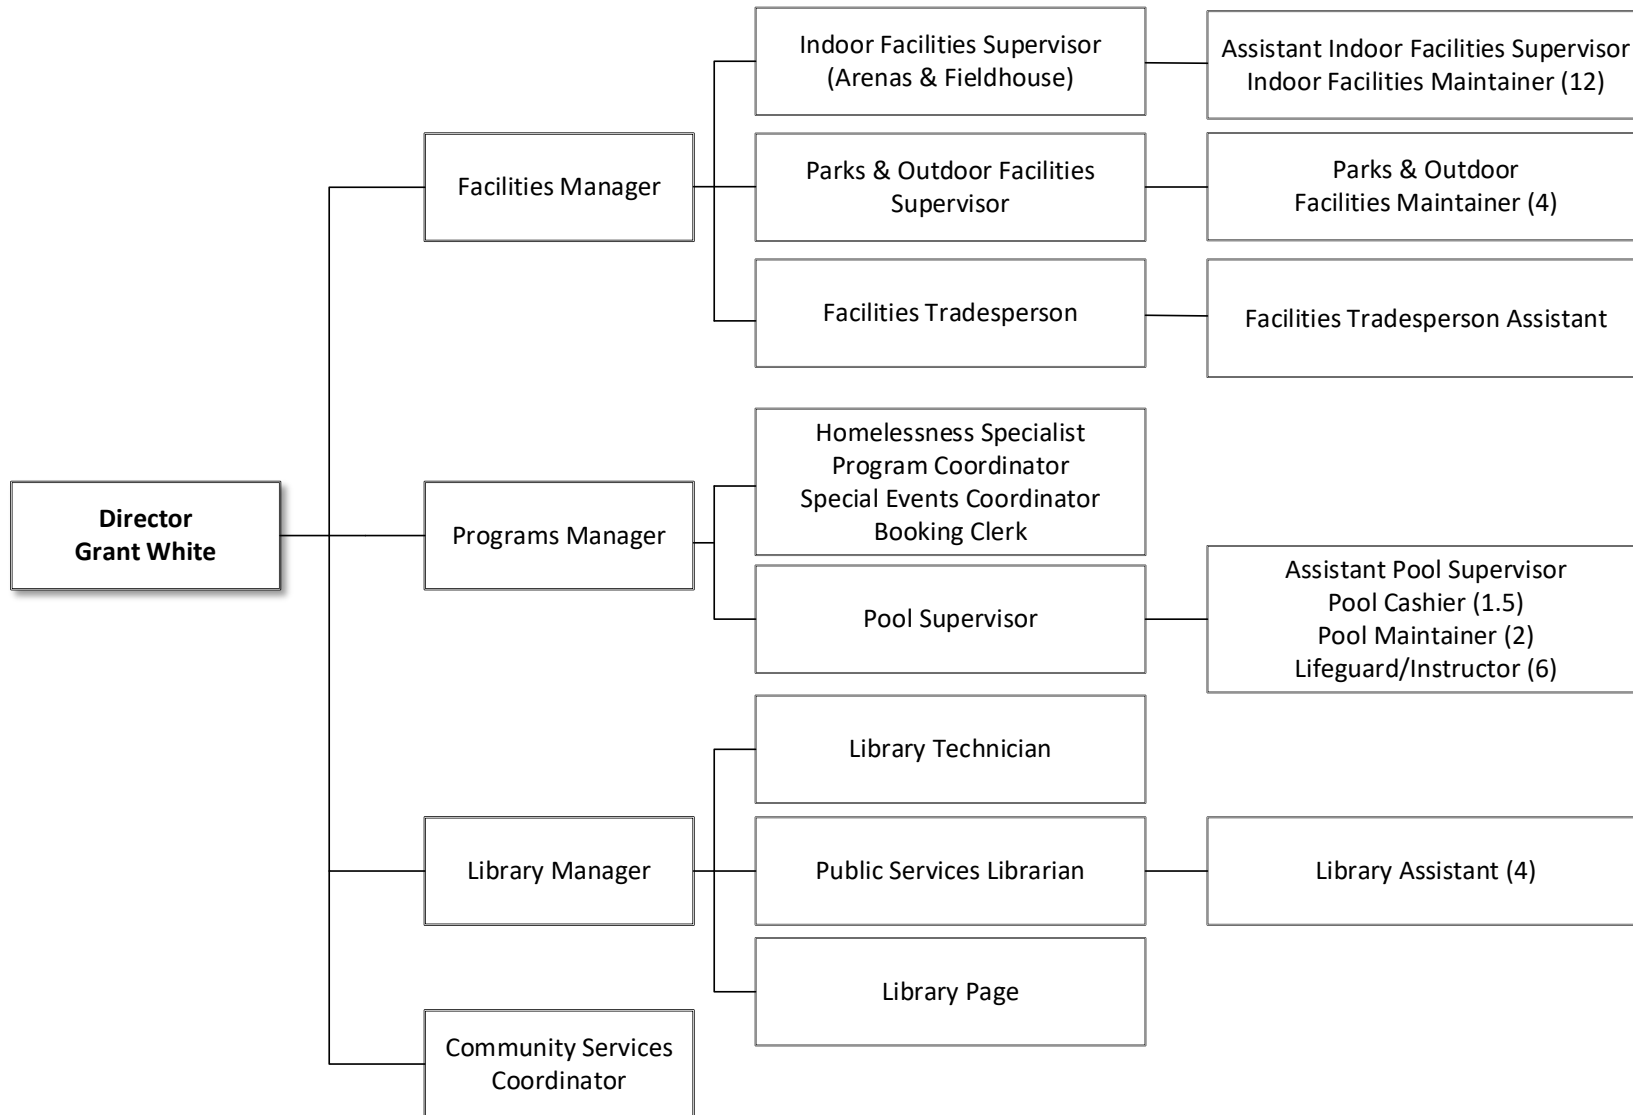 Indoor Facilities Supervisor
(Arenas & Fieldhouse)
Assistant Indoor Facilities Supervisor
Indoor Facilities Maintainer (12)
Facilities Manager
Parks & Outdoor Facilities
Supervisor
Parks & Outdoor
Facilities Maintainer (4)
Facilities Tradesperson
Facilities Tradesperson Assistant
Homelessness Specialist
Program Coordinator
Special Events Coordinator
Booking Clerk
Director
Grant White
Programs Manager
Pool Supervisor
Assistant Pool Supervisor
Pool Cashier (1.5)
Pool Maintainer (2)
Lifeguard/Instructor (6)
Library Technician
Library Manager
Public Services Librarian
Library Assistant (4)
Library Page
Community Services
Coordinator